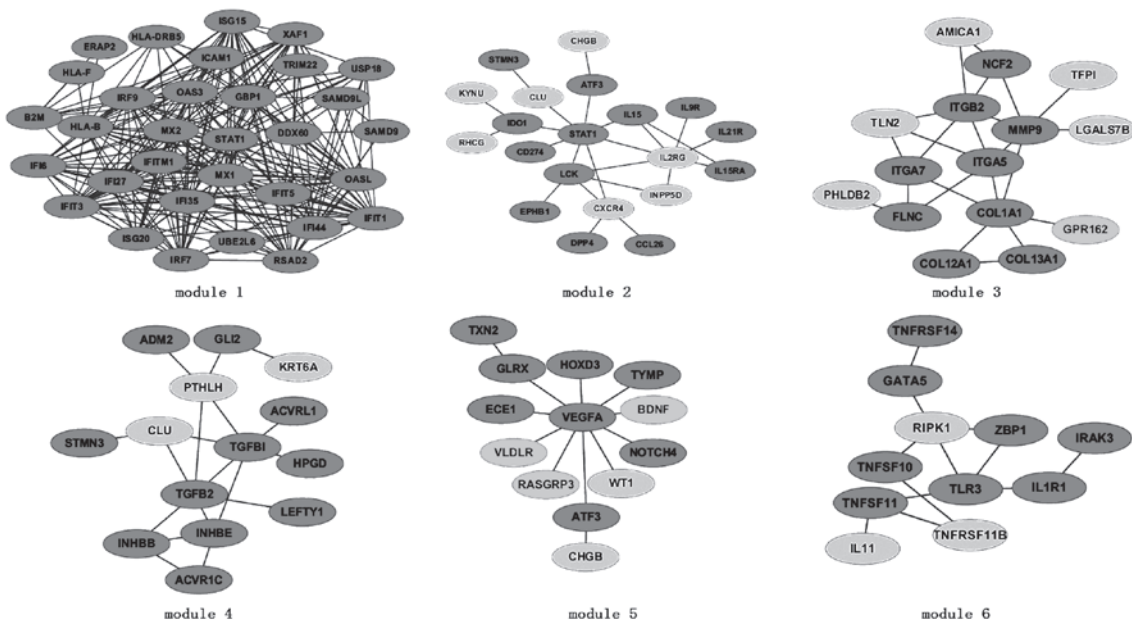 ISG15
HLA-DRB5
XAF1
ERAP2
ICAM1
TRIM22
HLA-F
USP18
OAS3
GBP1
IRF9
SAMD9L
B2M
HLA-B
MX2
STAT1
DDX60
SAMD9
IFI6
IFITM1
IFI27
MX1
OASL
IFIT3
IFI35
IFIT5
IFIT1
ISG20
UBE2L6
IFI44
IRF7
RSAD2
module 1
CHGB
STMN3
ATF3
KYNU
CLU
IL15
IL9R
IDO1
STAT1
IL21R
RHCG
CD274
IL2RG
LCK
IL15RA
INPP5D
EPHB1
CXCR4
DPP4
CCL26
module 2
AMICA1
NCF2
TFPI
ITGB2
TLN2
MMP9
LGALS7B
ITGA5
ITGA7
PHLDB2
FLNC
COL1A1
GPR162
COL12A1
COL13A1
module 3
ADM2
GLI2
KRT6A
PTHLH
ACVRL1
CLU
STMN3
TGFBI
HPGD
TGFB2
LEFTY1
INHBB
INHBE
ACVR1C
module 4
TXN2
GLRX
HOXD3
TYMP
ECE1
VEGFA
BDNF
VLDLR
NOTCH4
RASGRP3
WT1
ATF3
CHGB
module 5
TNFRSF14
GATA5
RIPK1
ZBP1
IRAK3
TNFSF10
TLR3
IL1R1
TNFSF11
TNFRSF11B
IL11
module 6